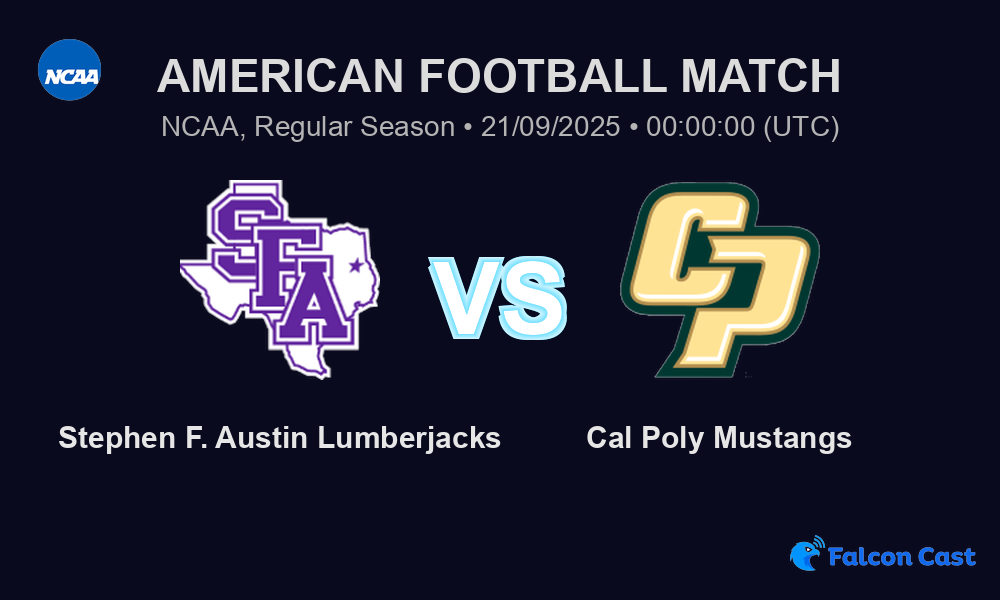 NCAA
AMERICAN FOOTBALL MATCH
NCAA, Regular Season • 21/09/2025 • 00:00:00 (UTC)
SFA
VS
CP
Stephen F. Austin Lumberjacks
Cal Poly Mustangs
Falcon Cast